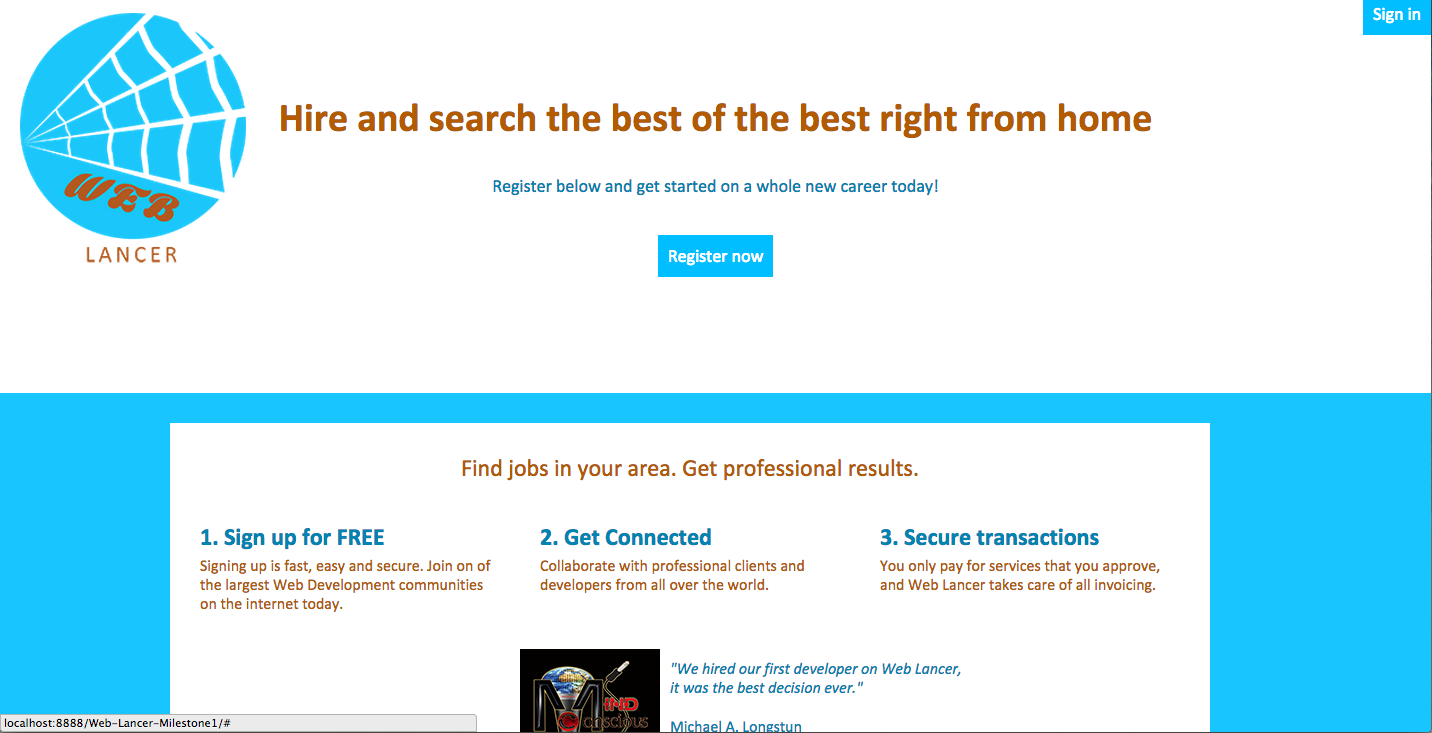 Sign in
WEB
LANCER
Hire and search the best of the best right from home
Register below and get started on a whole new career today!
Register now
Find jobs in your area. Get professional results.
1. Sign up for FREE
Signing up is fast, easy and secure. Join on of
the largest Web Development communities
on the internet today.
2. Get Connected
Collaborate with professional clients and
developers from all over the world.
3. Secure transactions
You only pay for services that you approve,
and Web Lancer takes care of all invoicing.
MIND
Conscious
"We hired our first developer on Web Lancer,
it was the best decision ever."
Michael A. Longstun
localhost:8888/Web-Lancer-Milestone1/#